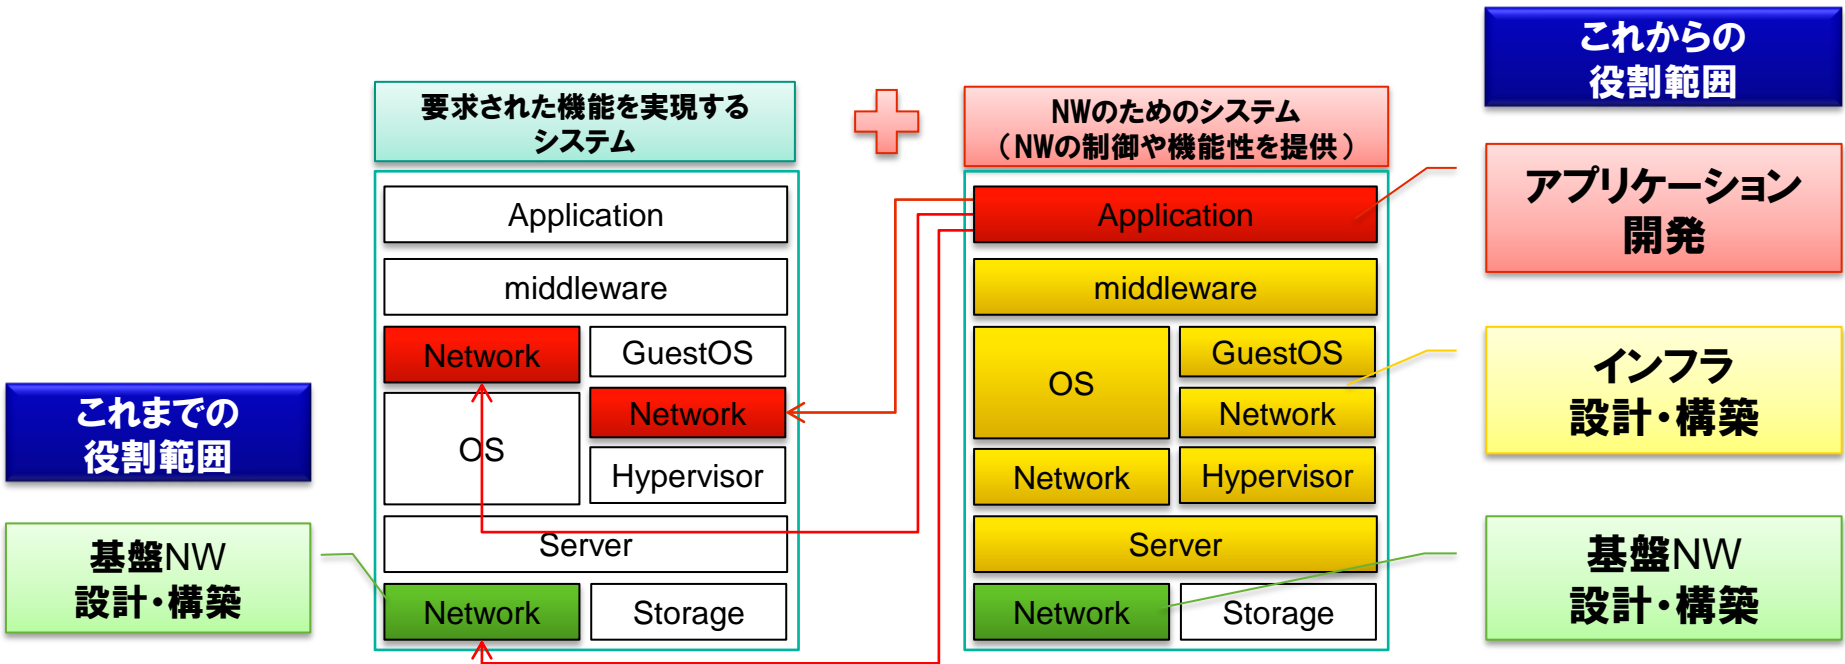 これまでの
役割範囲
基盤NW
設計・構築
要求された機能を実現する
システム
Application
middleware
Network
GuestOS
OS
Network
Hypervisor
Server
Network
Storage
NWのためのシステム
（NWの制御や機能性を提供）
Application
middleware
OS
GuestOS
Network
Network
Hypervisor
Server
Network
Storage
これからの
役割範囲
アプリケーション
開発
インフラ
設計・構築
基盤NW
設計・構築